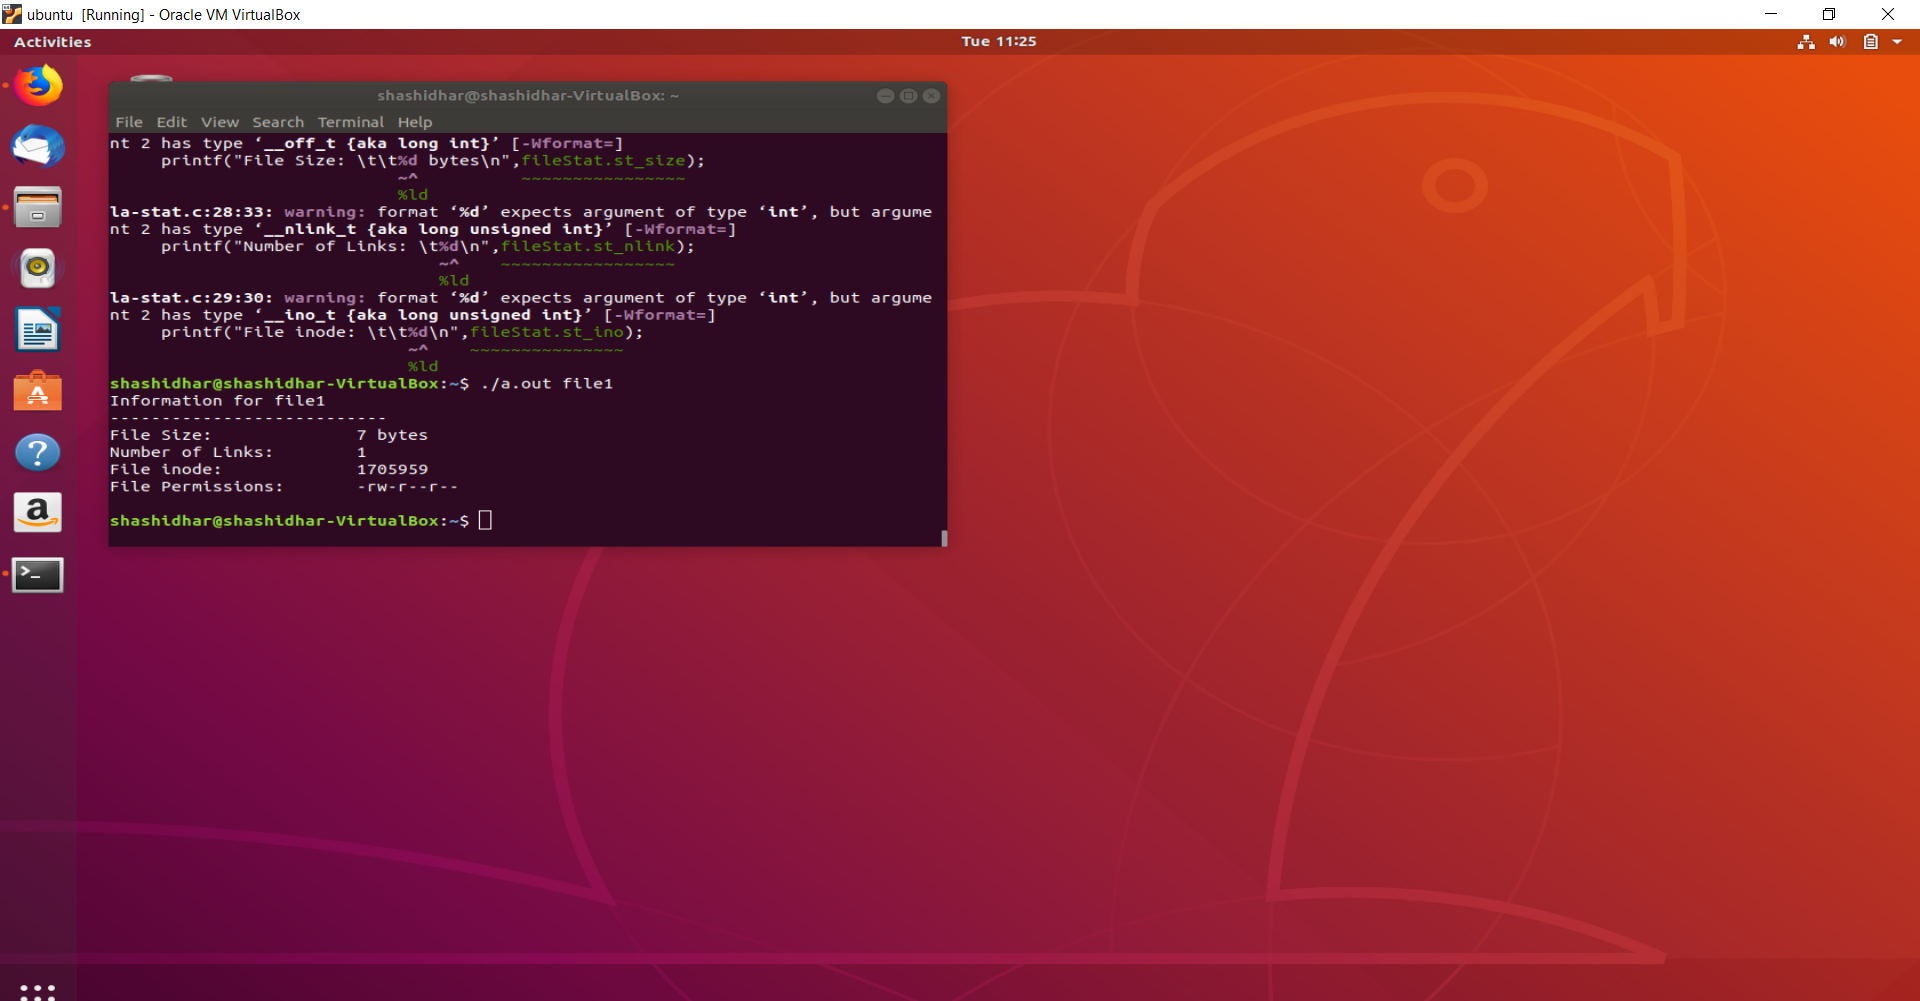 ubuntu [Running] - Oracle VM VirtualBox
Activities
Tue 11:25
shashidhar@shashidhar-VirtualBox: ~
File Edit View Search Terminal Help
nt 2 has type ‘__off_t {aka long int}’ [-Wformat=]
     printf("File Size: \t\t%d bytes\n",fileStat.st_size);
                            ~^          ~~~~~~~~~~~~~~~~
                            %ld
la-stat.c:28:33: warning: format ‘%d’ expects argument of type ‘int’, but argume
nt 2 has type ‘__nlink_t {aka long unsigned int}’ [-Wformat=]
     printf("Number of Links: \t%d\n",fileStat.st_nlink);
                                ~^    ~~~~~~~~~~~~~~~~~
                                %ld
la-stat.c:29:30: warning: format ‘%d’ expects argument of type ‘int’, but argume
nt 2 has type ‘__ino_t {aka long unsigned int}’ [-Wformat=]
     printf("File inode: \t\t%d\n",fileStat.st_ino);
                             ~^    ~~~~~~~~~~~~~~~
                             %ld
shashidhar@shashidhar-VirtualBox:~$ ./a.out file1
Information for file1
---------------------------
File Size:              7 bytes
Number of Links:        1
File inode:             1705959
File Permissions:       -rw-r--r--
shashidhar@shashidhar-VirtualBox:~$